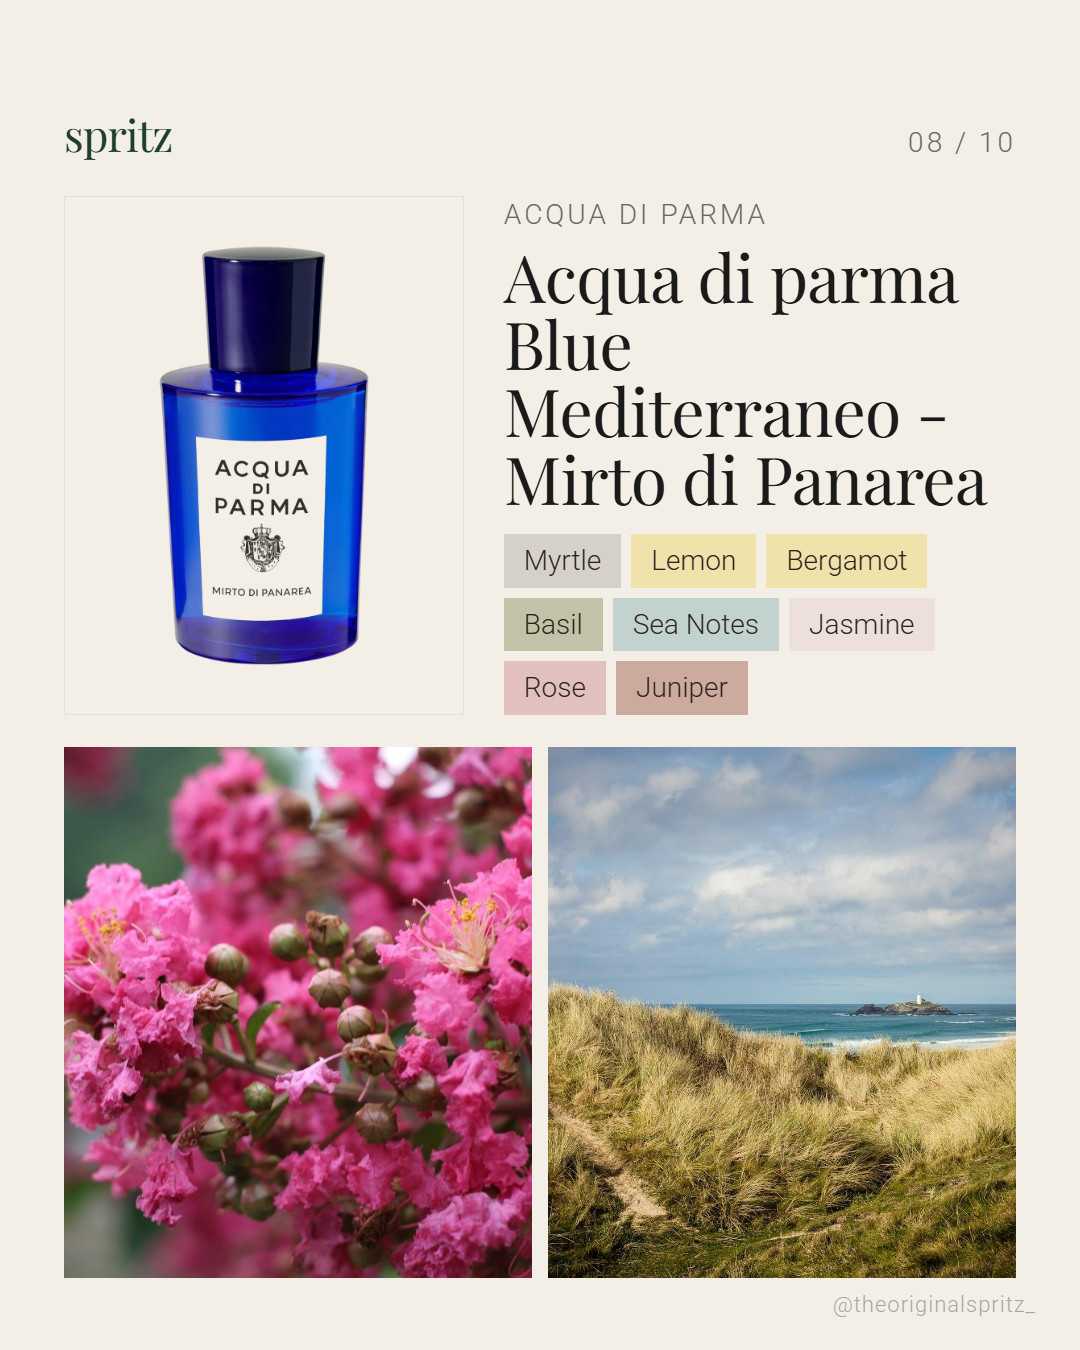 spritz
08 / 10
ACQUA DI PARMA
Acqua di parma
Blue
Mediterraneo -
Mirto di Panarea
ACQUA
DI
PARMA
MIRTO DI PANAREA
Myrtle
Lemon
Bergamot
Basil
Sea Notes
Jasmine
Rose
Juniper
@theoriginalspritz_